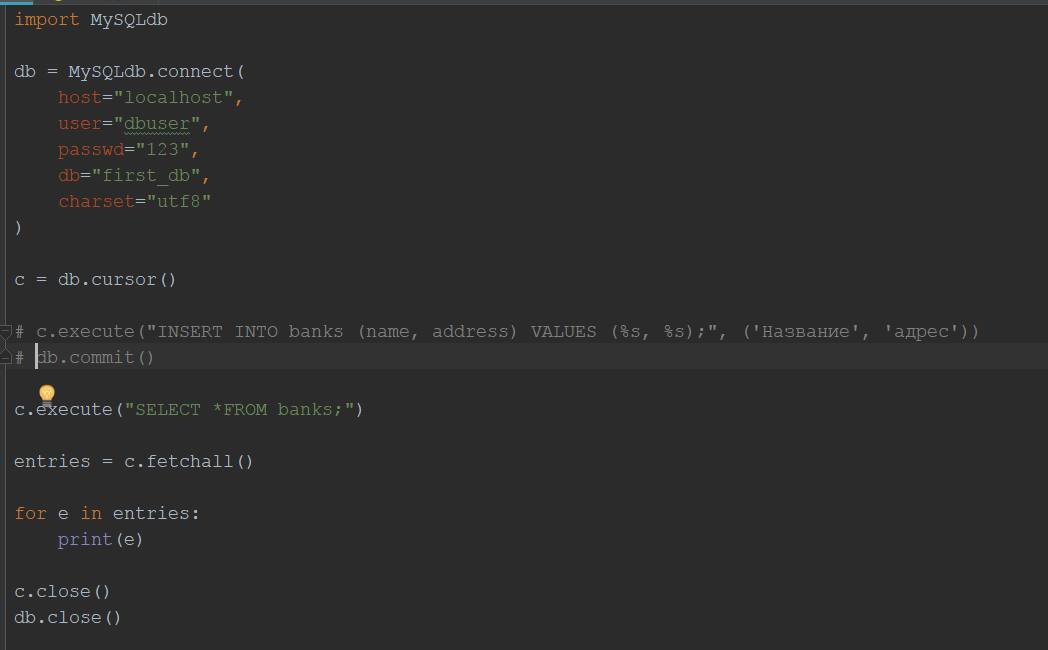 import MySQLdb
db = MySQLdb.connect(
host="localhost",
user="dbuser",
passwd="123",
db="first_db",
charset="utf8"
)
c = db.cursor()
# c.execute("INSERT INTO banks (name, address) VALUES (%s, %s);", ('Название', 'адрес'))
# db.commit()
c.execute("SELECT *FROM banks;")
entries = c.fetchall()
for e in entries:
print(e)
c.close()
db.close()